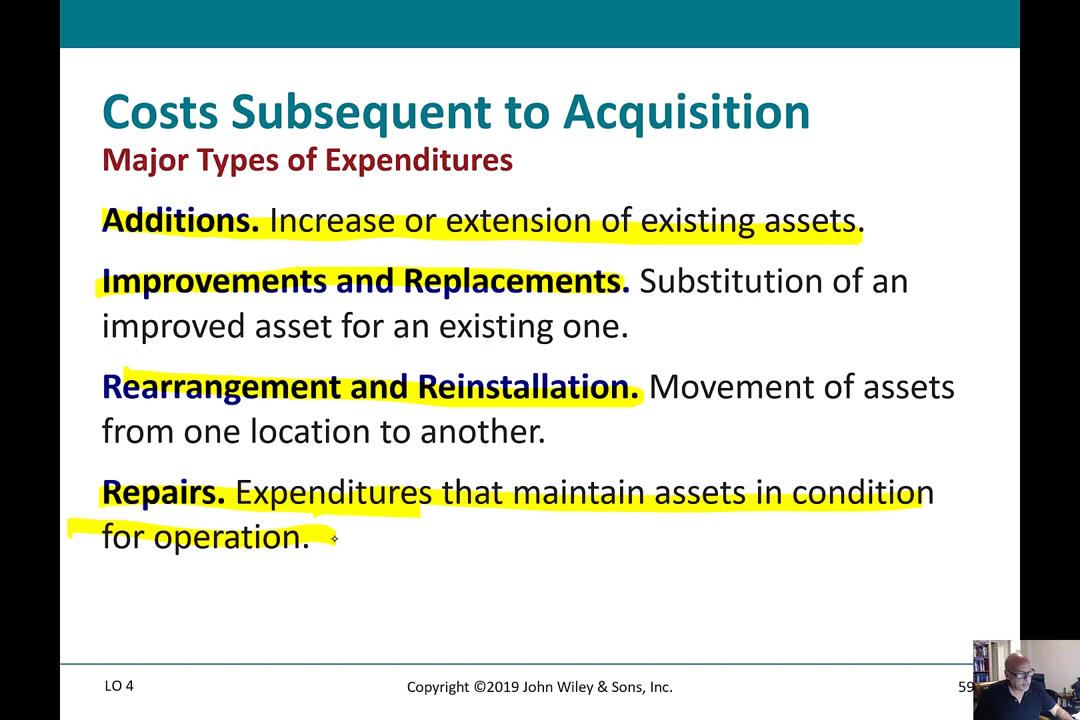 Costs Subsequent to Acquisition
Major Types of Expenditures
Additions. Increase or extension of existing assets.
Improvements and Replacements. Substitution of an
improved asset for an existing one.
Rearrangement and Reinstallation. Movement of assets
from one location to another.
Repairs. Expenditures that maintain assets in condition
for operation.
LO 4
Copyright ©2019 John Wiley & Sons, Inc.
59